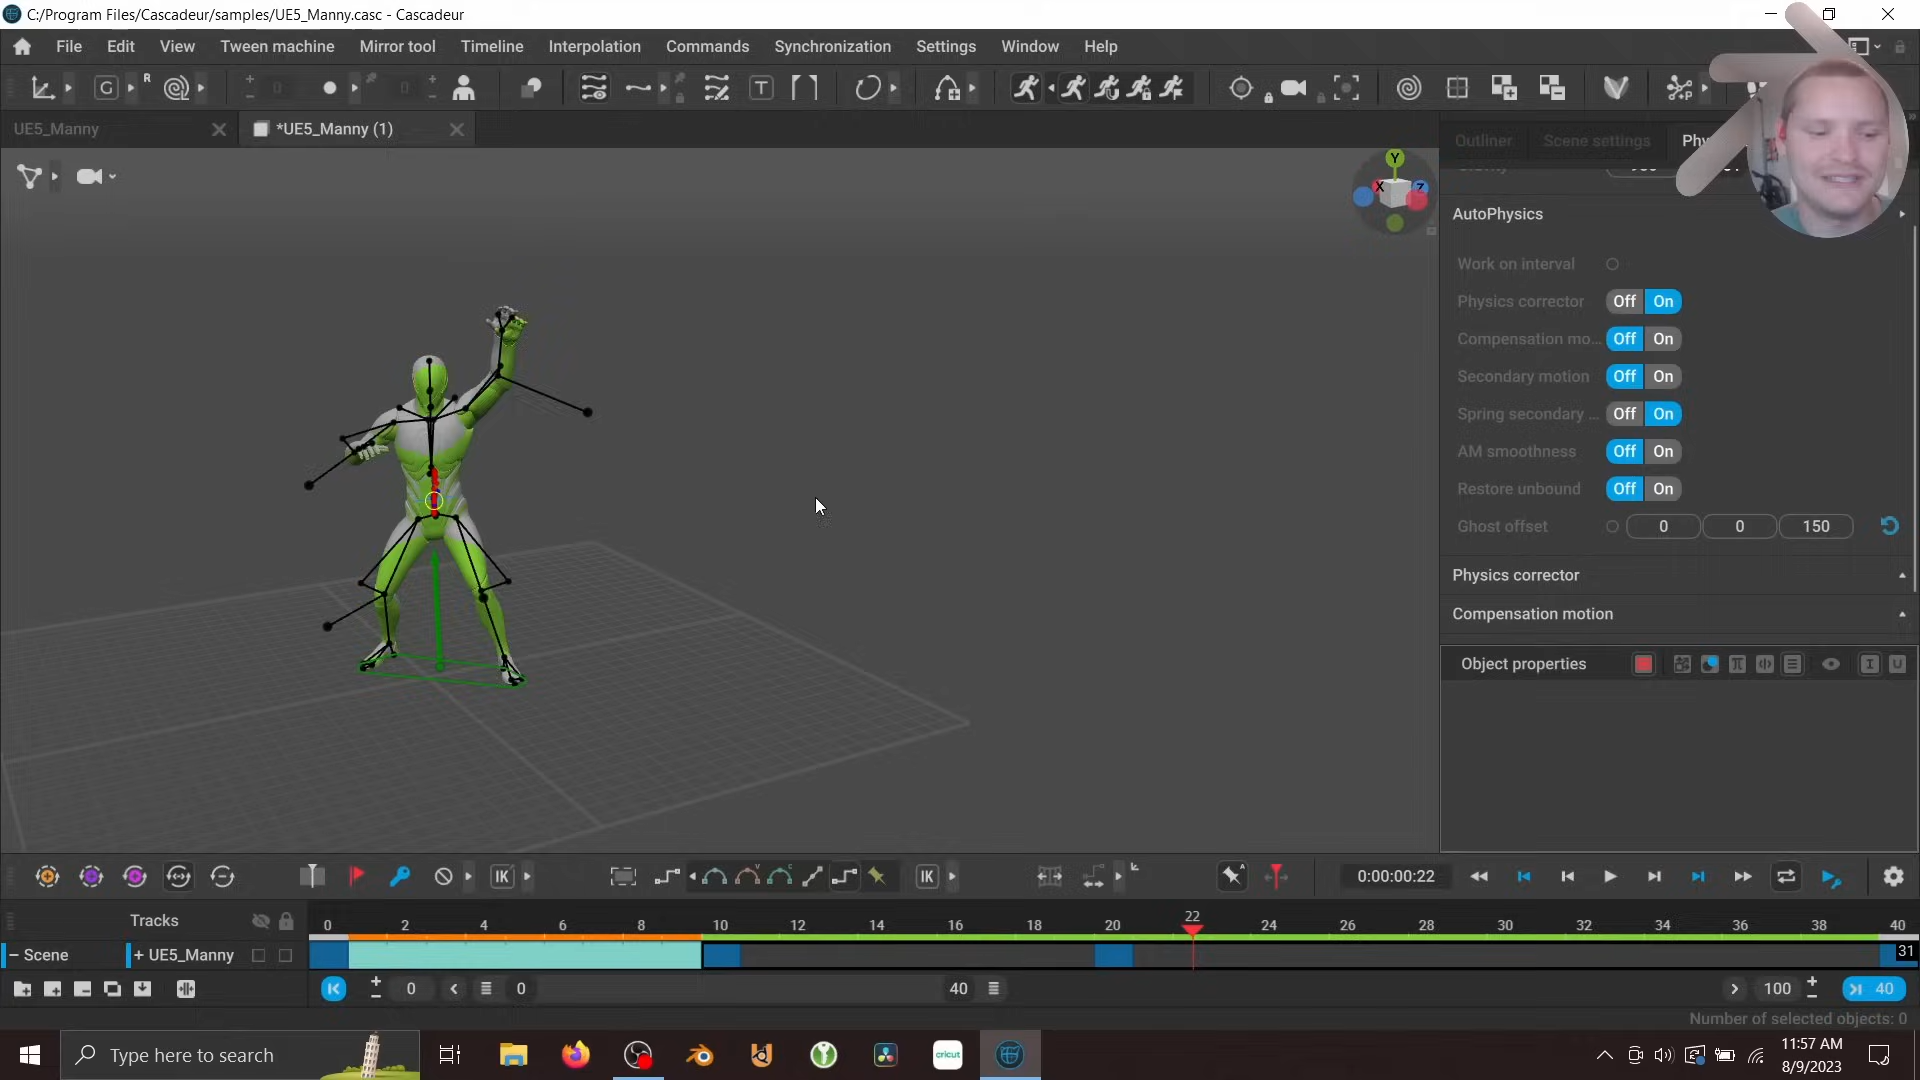 C:/Program Files/Cascadeur/samples/UE5_Manny.casc - Cascadeur
File Edit View Tween machine Mirror tool Timeline Interpolation Commands Synchronization Settings Window Help
G R 0 0 T
UE5_Manny *UE5_Manny (1)
Outliner Scene settings
Y X Z
AutoPhysics
Work on interval
Physics corrector Off On
Compensation mo... Off On
Secondary motion Off On
Spring secondary ... Off On
AM smoothness Off On
Restore unbound Off On
Ghost offset 0 0 150
Physics corrector
Compensation motion
Object properties I U
IK IK A 0:00:00:22
Tracks 0 2 4 6 8 10 12 14 16 18 20 22 24 26 28 30 32 34 36 38 40
− Scene + UE5_Manny 31
0 0 40 100 40
Number of selected objects: 0
Type here to search cricut 11:57 AM
8/9/2023